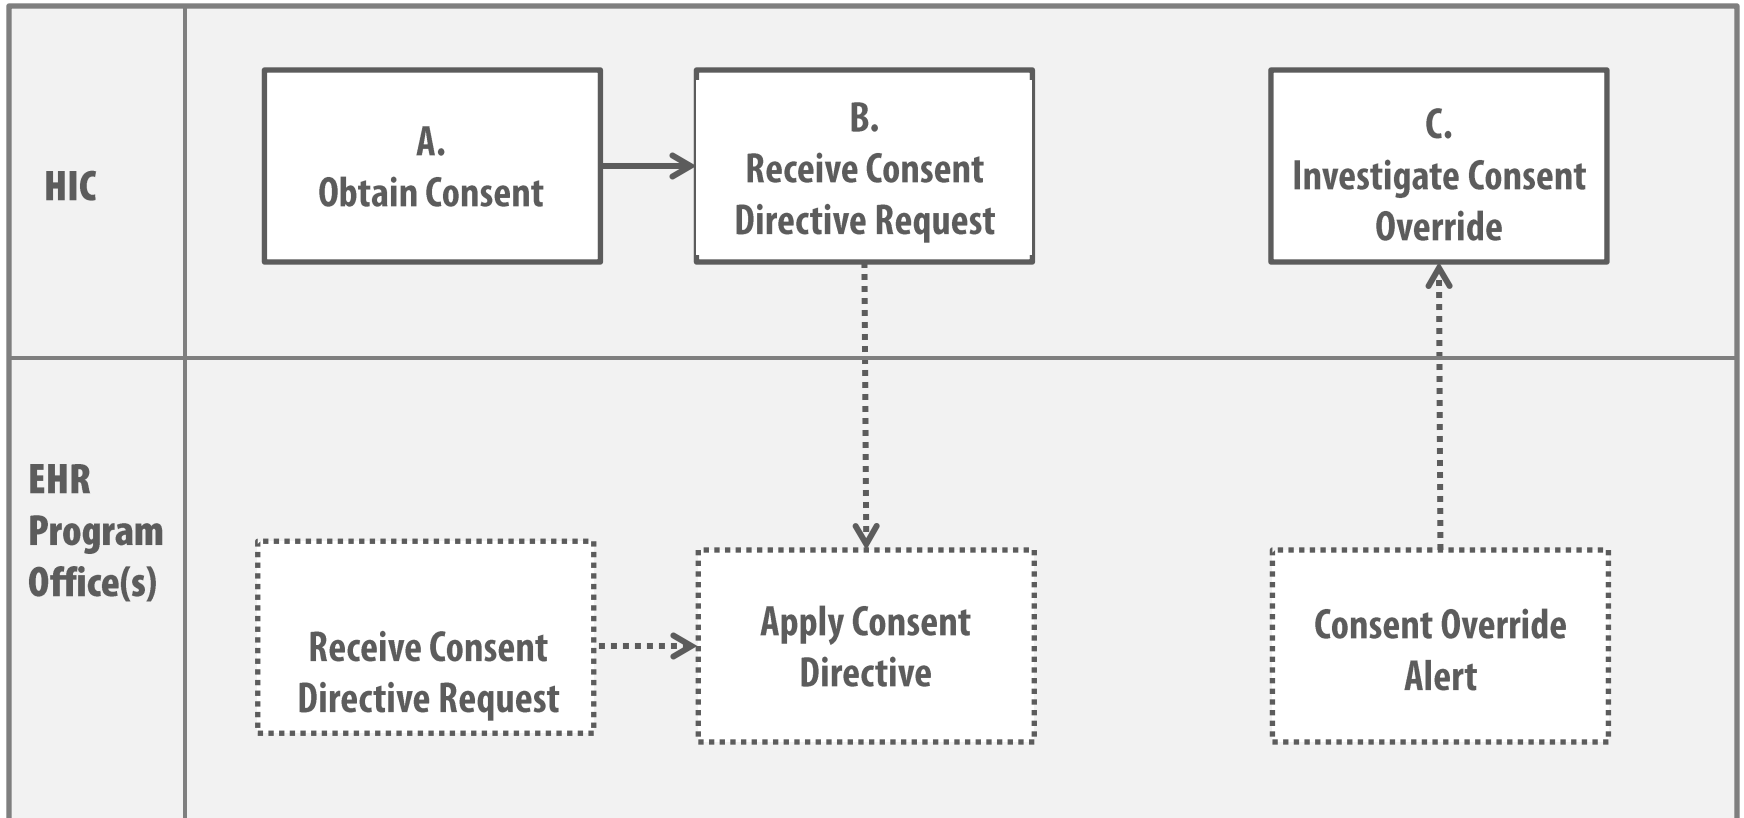 HIC
A.
Obtain Consent
B.
Receive Consent
Directive Request
C.
Investigate Consent
Override
EHR
Program
Office(s)
Receive Consent
Directive Request
Apply Consent
Directive
Consent Override
Alert